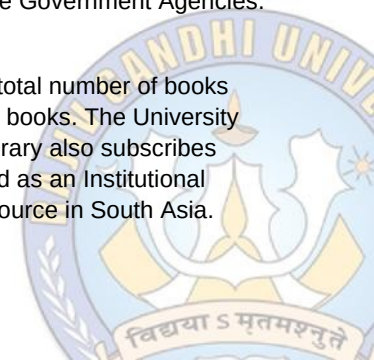 e Government Agencies.
total number of books
books. The University
rary also subscribes
d as an Institutional
ource in South Asia.
GANDHI UNIV
विद्यया ऽ मृतमश्नुते